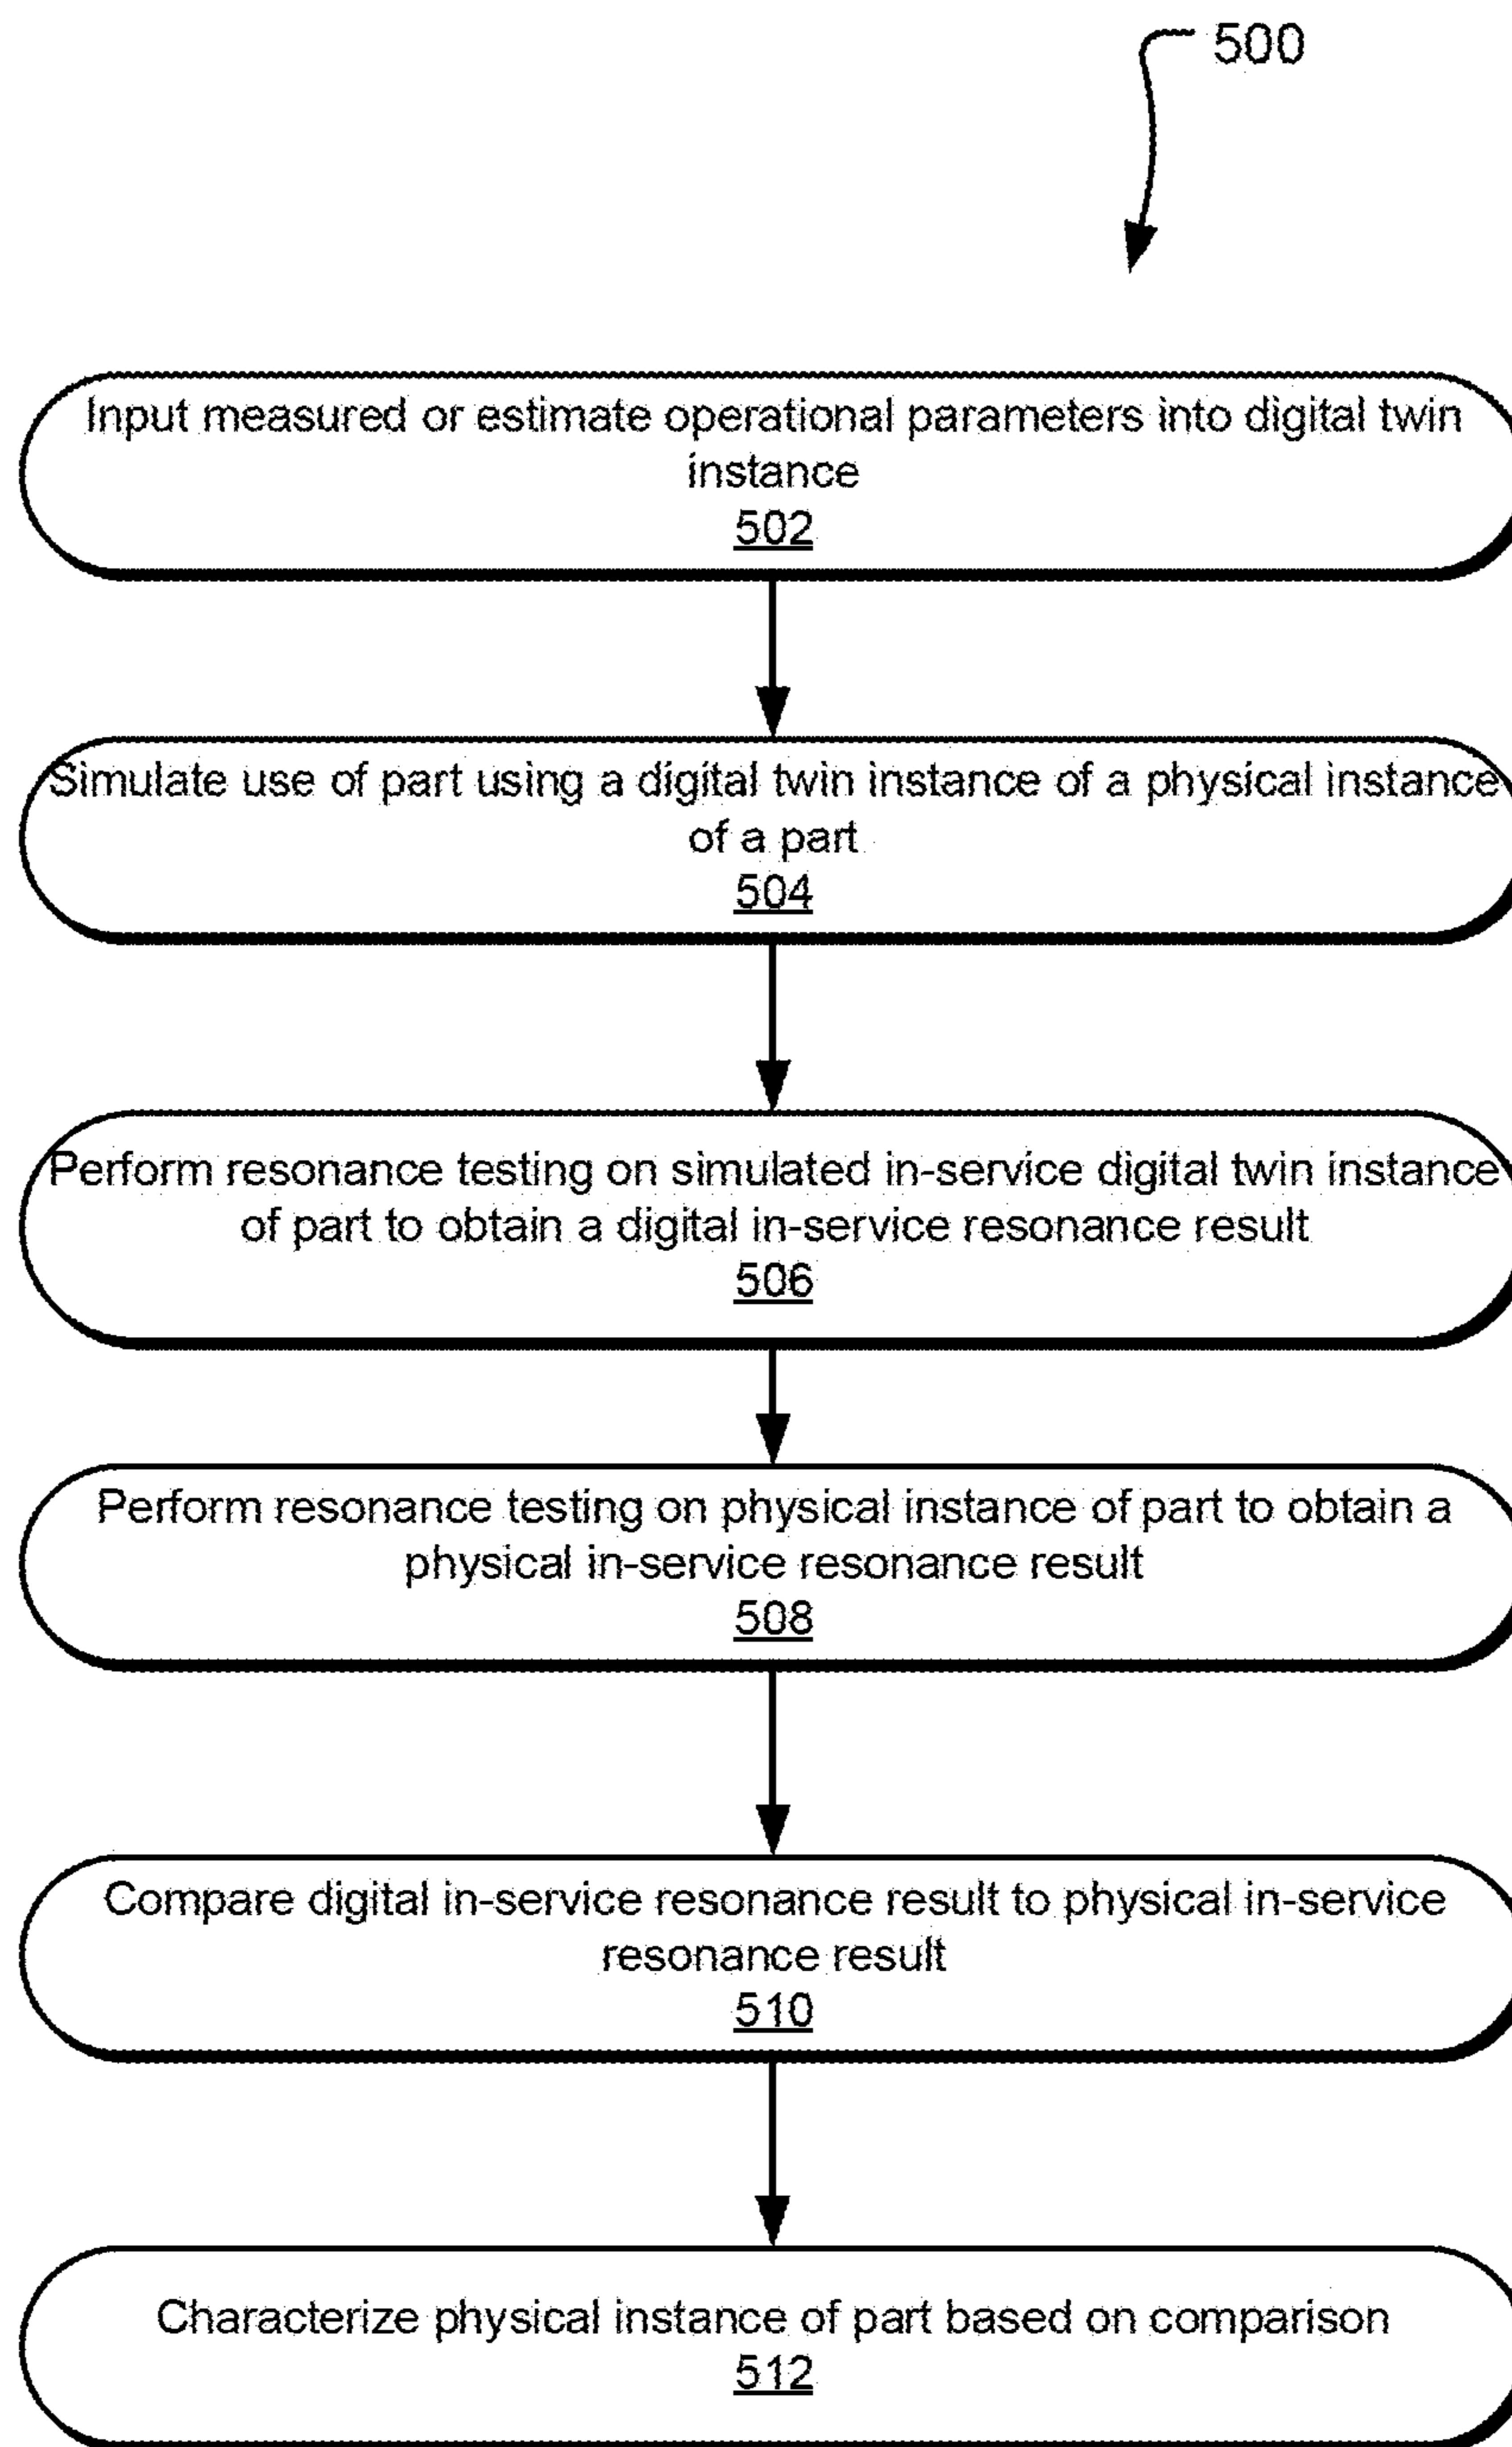 500
Input measured or estimate operational parameters into digital twin
instance
502
Simulate use of part using a digital twin instance of a physical instance
of a part
504
Perform resonance testing on simulated in-service digital twin instance
of part to obtain a digital in-service resonance result
506
Perform resonance testing on physical instance of part to obtain a
physical in-service resonance result
508
Compare digital in-service resonance result to physical in-service
resonance result
510
Characterize physical instance of part based on comparison
512